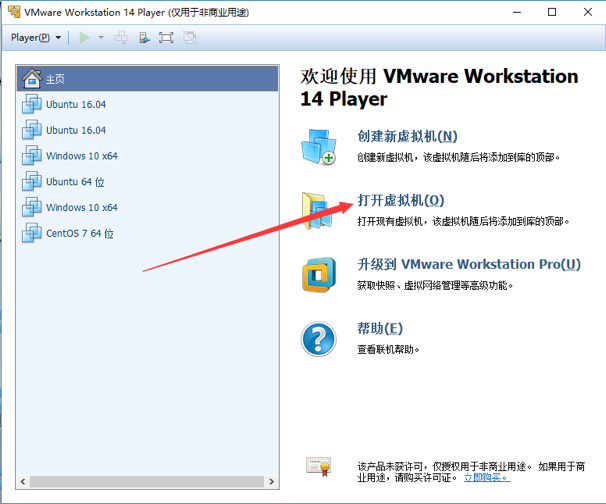 VMware Workstation 14 Player (仅用于非商业用途)
Player(P)
主页
Ubuntu 16.04
Ubuntu 16.04
Windows 10 x64
Ubuntu 64 位
Windows 10 x64
CentOS 7 64 位
欢迎使用 VMware Workstation
14 Player
创建新虚拟机(N)
创建新虚拟机，该虚拟机随后将添加到库的顶部。
打开虚拟机(O)
打开现有虚拟机，该虚拟机随后将添加到库的顶部。
升级到 VMware Workstation Pro(U)
获取快照、虚拟网络管理等高级功能。
帮助(E)
查看联机帮助。
该产品未获许可，仅授权用于非商业用途。 如果用于商
业用途，请购买许可证。 立即购买。